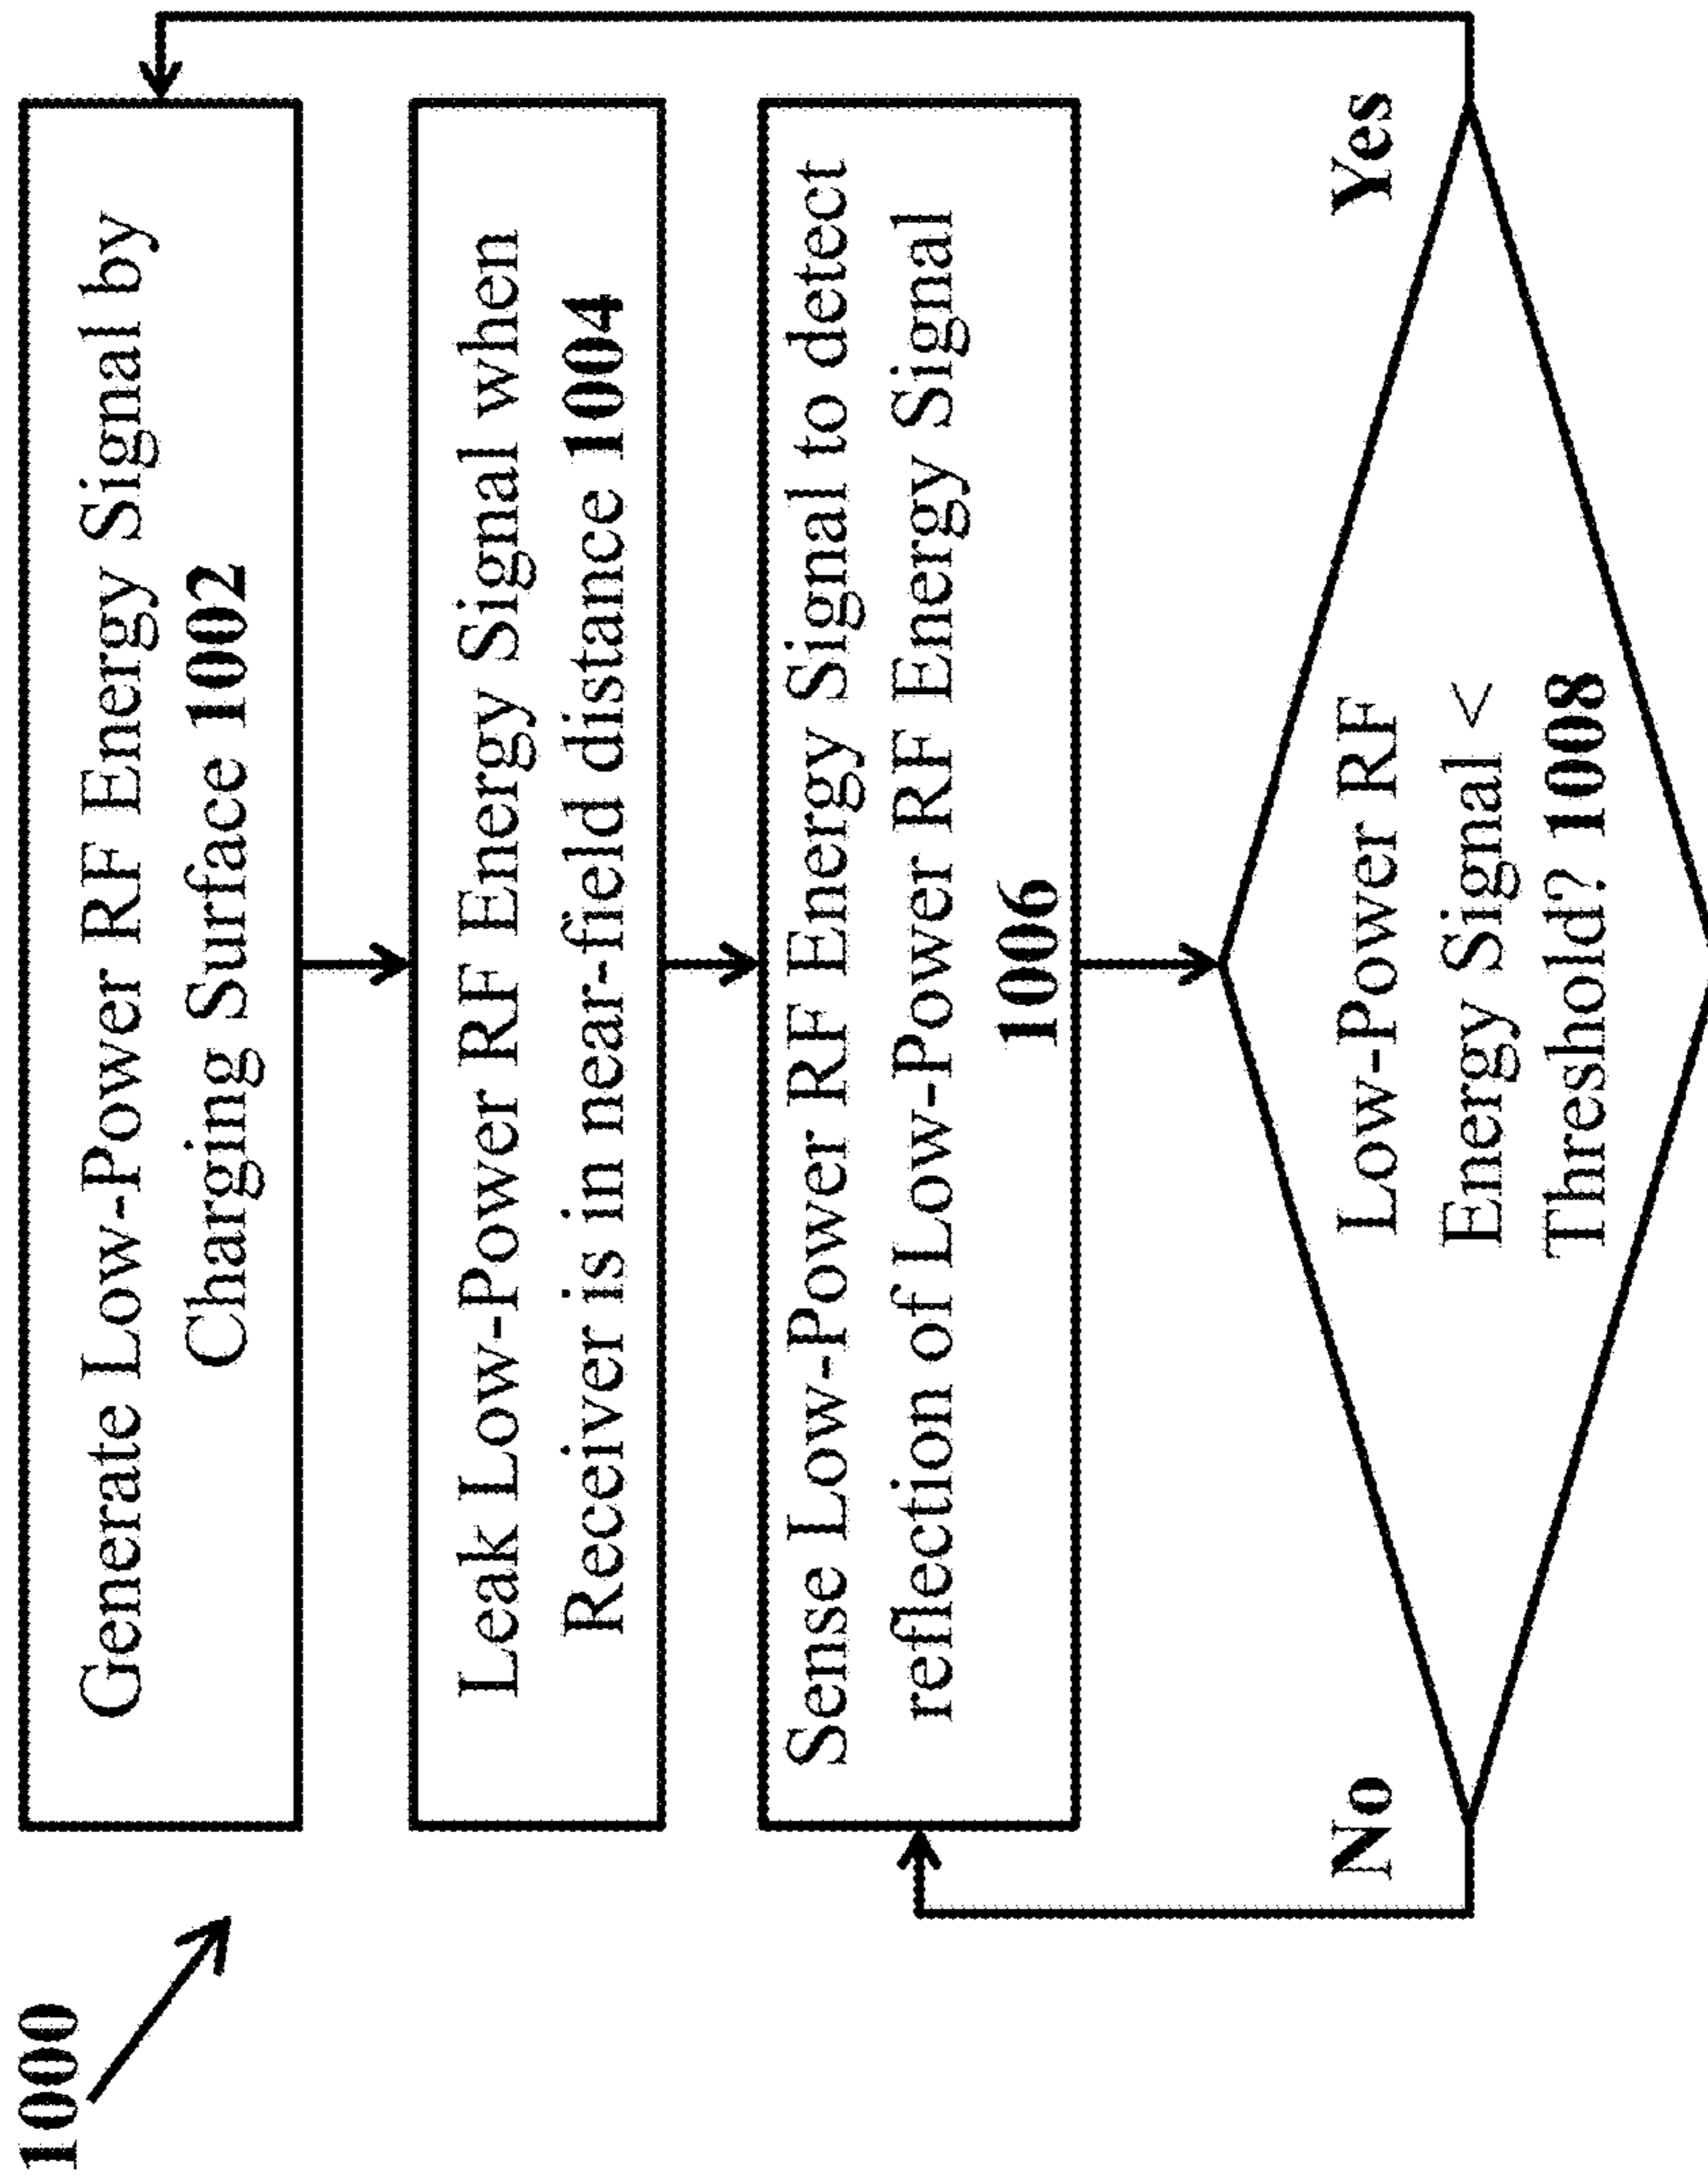 1000
Generate Low-Power RF Energy Signal by
Charging Surface 1002
Leak Low-Power RF Energy Signal when
Receiver is in near-field distance 1004
Sense Low-Power RF Energy Signal to detect
reflection of Low-Power RF Energy Signal
1006
No
Yes
Low-Power RF
Energy Signal <
Threshold? 1008